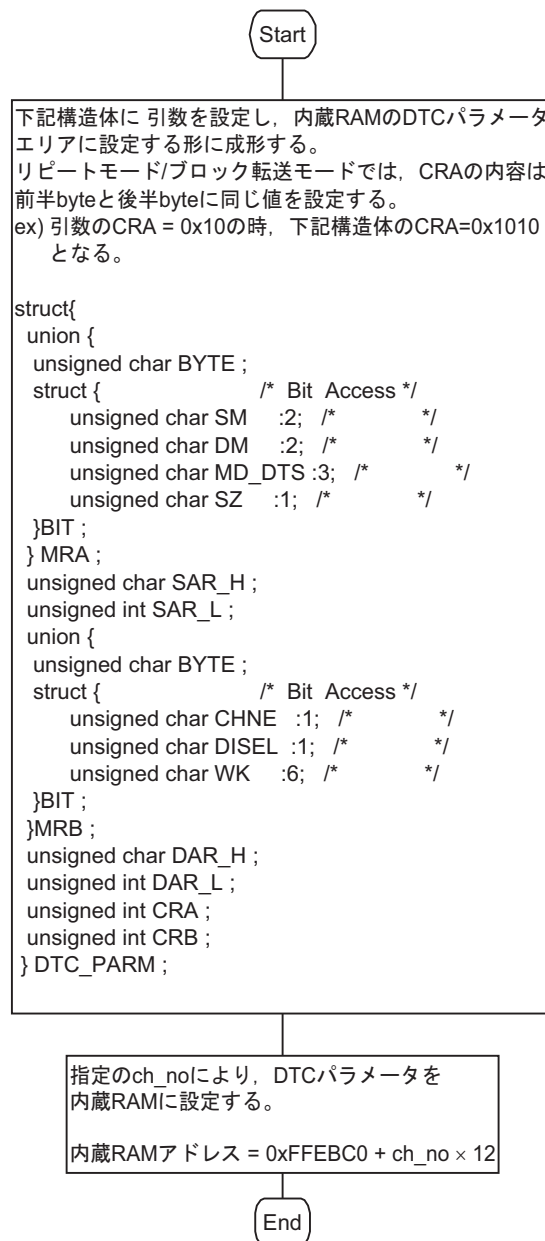 Start
下記構造体に 引数を設定し，内蔵RAMのDTCパラメータ
エリアに設定する形に成形する。
リピートモード/ブロック転送モードでは，CRAの内容は
前半byteと後半byteに同じ値を設定する。
ex) 引数のCRA = 0x10の時，下記構造体のCRA=0x1010
となる。
struct{
union {
unsigned char BYTE ;
struct { /* Bit Access */
unsigned char SM :2; /* */
unsigned char DM :2; /* */
unsigned char MD_DTS :3; /* */
unsigned char SZ :1; /* */
}BIT ;
} MRA ;
unsigned char SAR_H ;
unsigned int SAR_L ;
union {
unsigned char BYTE ;
struct { /* Bit Access */
unsigned char CHNE :1; /* */
unsigned char DISEL :1; /* */
unsigned char WK :6; /* */
}BIT ;
}MRB ;
unsigned char DAR_H ;
unsigned int DAR_L ;
unsigned int CRA ;
unsigned int CRB ;
} DTC_PARM ;
指定のch_noにより，DTCパラメータを
内蔵RAMに設定する。
内蔵RAMアドレス = 0xFFEBC0 + ch_no × 12
End